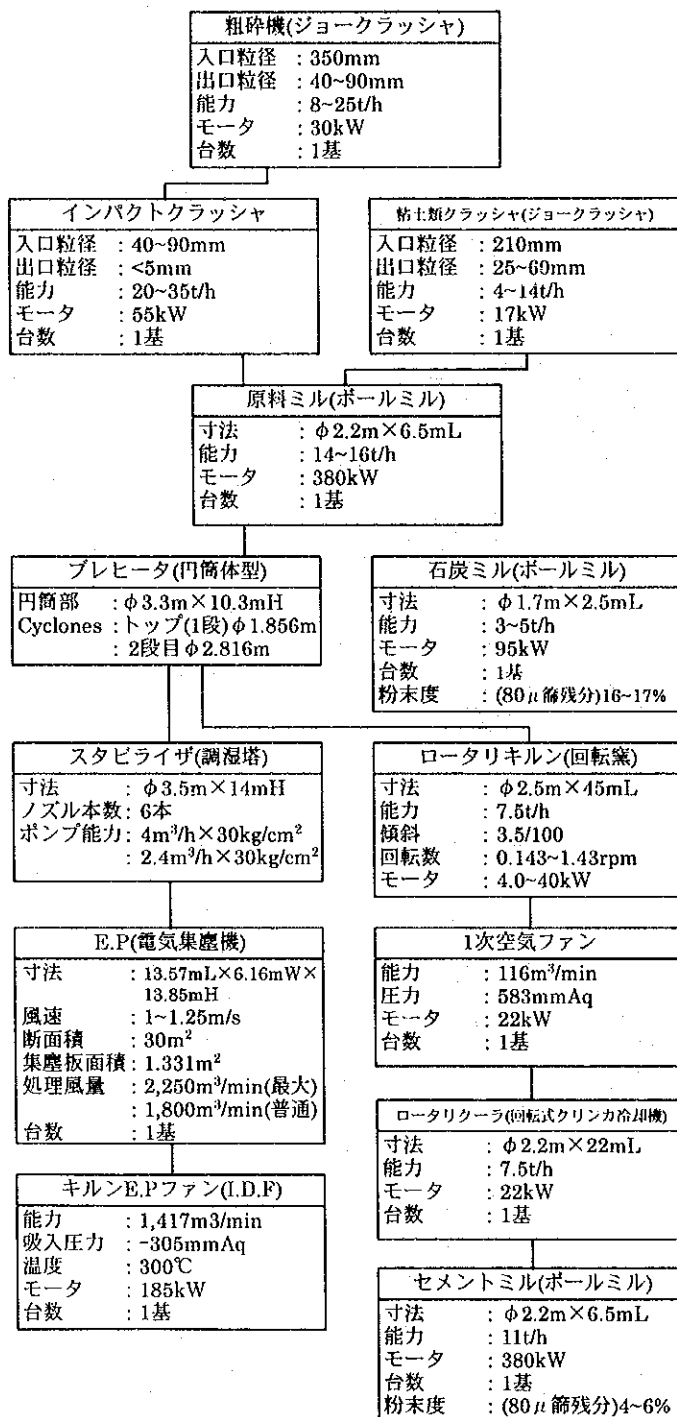 粗砕機(ジョークラッシャ)
入口粒径 : 350mm
出口粒径 : 40~90mm
能力 : 8~25t/h
モータ : 30kW
台数 : 1基
インパクトクラッシャ
入口粒径 : 40~90mm
出口粒径 : <5mm
能力 : 20~35t/h
モータ : 55kW
台数 : 1基
粘土類クラッシャ(ジョークラッシャ)
入口粒径 : 210mm
出口粒径 : 25~60mm
能力 : 4~14t/h
モータ : 17kW
台数 : 1基
原料ミル(ボールミル)
寸法 : φ2.2m×6.5mL
能力 : 14~16t/h
モータ : 380kW
台数 : 1基
プレヒータ(円筒体型)
円筒部 : φ3.3m×10.3mH
Cyclones : トップ(1段)φ1.856m
: 2段目φ2.816m
石炭ミル(ボールミル)
寸法 : φ1.7m×2.5mL
能力 : 3~5t/h
モータ : 95kW
台数 : 1基
粉末度 : (80μ篩残分)16~17%
スタビライザ(調湿塔)
寸法 : φ3.5m×14mH
ノズル本数 : 6本
ポンプ能力 : 4m³/h×30kg/cm²
: 2.4m³/h×30kg/cm²
ロータリキルン(回転窯)
寸法 : φ2.5m×45mL
能力 : 7.5t/h
傾斜 : 3.5/100
回転数 : 0.143~1.43rpm
モータ : 4.0~40kW
E.P(電気集塵機)
寸法 : 13.57mL×6.16mW×
13.85mH
風速 : 1~1.25m/s
断面積 : 30m²
集塵板面積 : 1.331m²
処理風量 : 2,250m³/min(最大)
: 1,800m³/min(普通)
台数 : 1基
1次空気ファン
能力 : 116m³/min
圧力 : 583mmAq
モータ : 22kW
台数 : 1基
ロータリクーラ(回転式クリンカ冷却機)
寸法 : φ2.2m×22mL
能力 : 7.5t/h
モータ : 22kW
台数 : 1基
キルンE.Pファン(I.D.F)
能力 : 1,417m3/min
吸入圧力 : -305mmAq
温度 : 300℃
モータ : 185kW
台数 : 1基
セメントミル(ボールミル)
寸法 : φ2.2m×6.5mL
能力 : 11t/h
モータ : 380kW
台数 : 1基
粉末度 : (80μ篩残分)4~6%